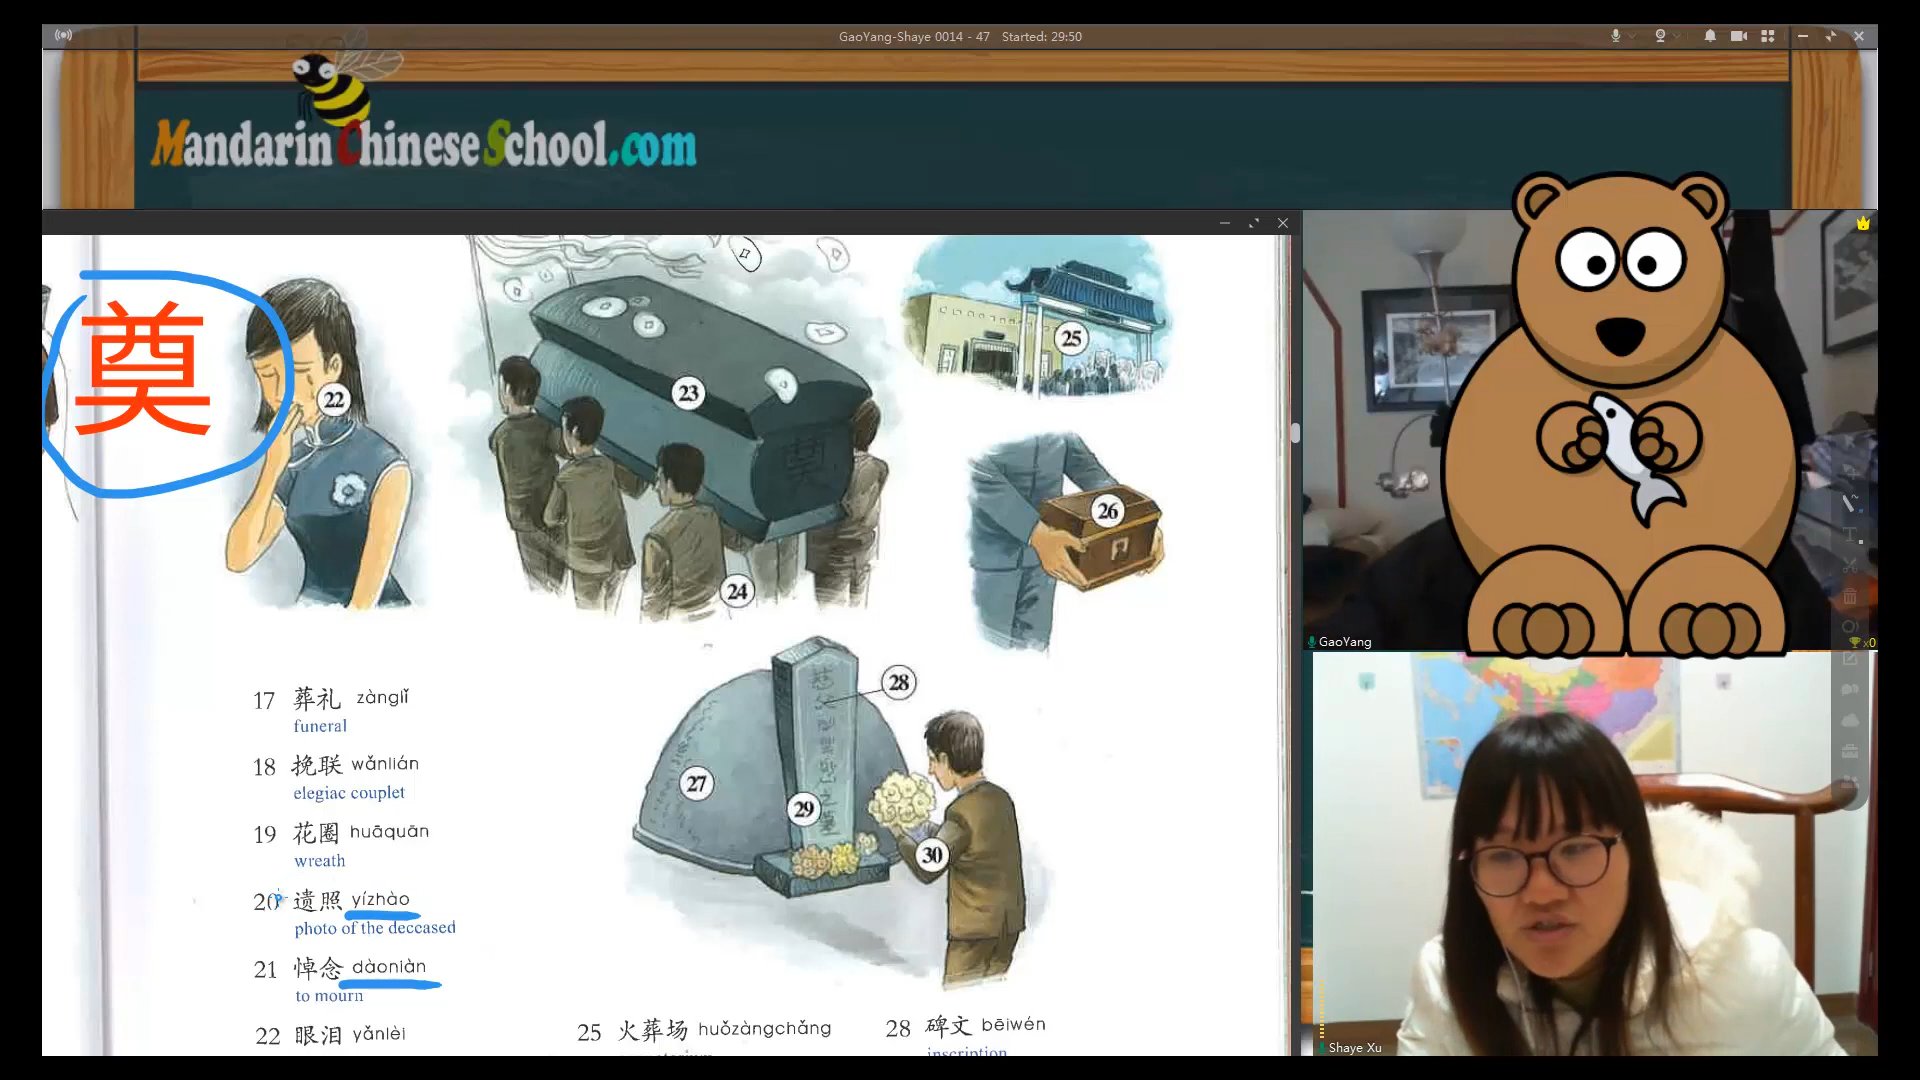 GaoYang-Shaye 0014 - 47 Started: 29:50
MandarinChineseSchool.com
奠
22
23
24
25
26
27
28
29
30
奠
17 葬礼 zànglǐ
funeral
18 挽联 wǎnlián
elegiac couplet
19 花圈 huāquān
wreath
20 遗照 yízhào
photo of the deceased
21 悼念 dàoniàn
to mourn
22 眼泪 yǎnlèi
25 火葬场 huǒzàngchǎng
28 碑文 bēiwén
inscription
GaoYang
x0
Shaye Xu